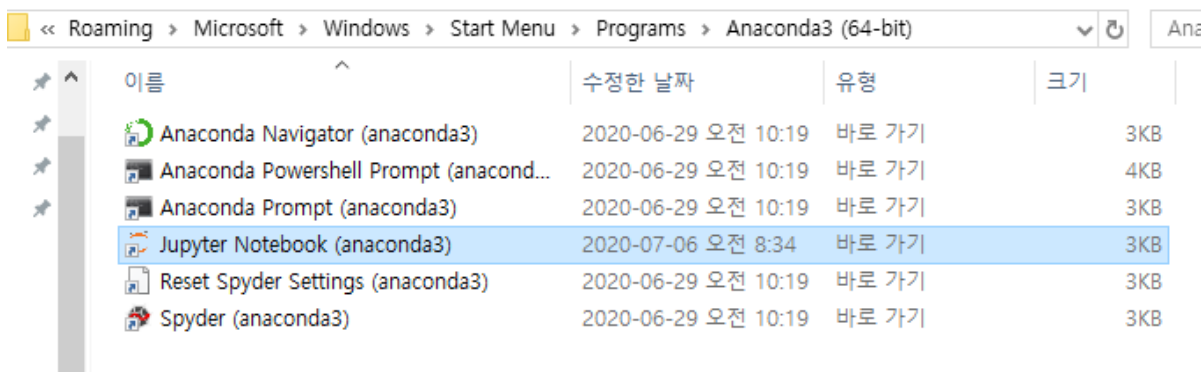 « Roaming > Microsoft > Windows > Start Menu > Programs > Anaconda3 (64-bit) Ana
이름 수정한 날짜 유형 크기
Anaconda Navigator (anaconda3) 2020-06-29 오전 10:19 바로 가기 3KB
Anaconda Powershell Prompt (anacond... 2020-06-29 오전 10:19 바로 가기 4KB
Anaconda Prompt (anaconda3) 2020-06-29 오전 10:19 바로 가기 3KB
Jupyter Notebook (anaconda3) 2020-07-06 오전 8:34 바로 가기 3KB
Reset Spyder Settings (anaconda3) 2020-06-29 오전 10:19 바로 가기 3KB
Spyder (anaconda3) 2020-06-29 오전 10:19 바로 가기 3KB